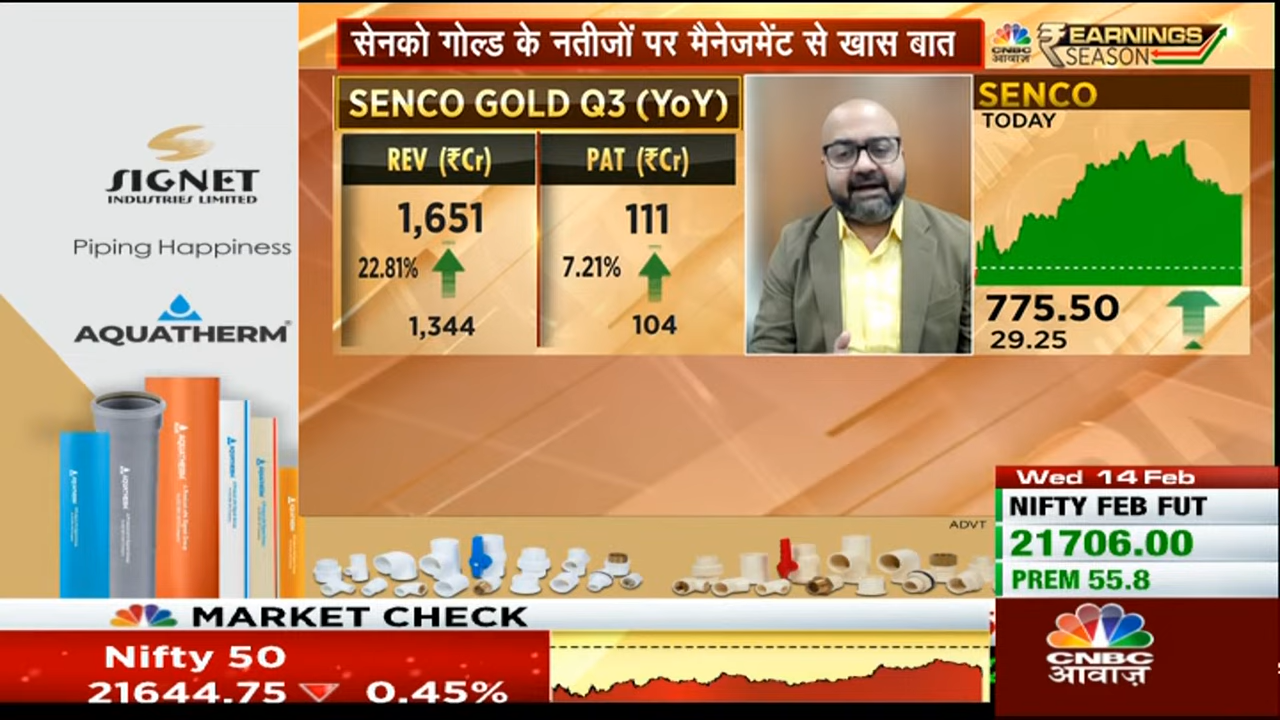 सेनको गोल्ड के नतीजों पर मैनेजमेंट से खास बात
CNBC
आवाज़
₹ EARNINGS
SEASON
SENCO GOLD Q3 (YoY)
REV (₹Cr)
PAT (₹Cr)
1,651
111
22.81%
7.21%
1,344
104
SENCO
TODAY
775.50
29.25
SIGNET
INDUSTRIES LIMITED
Piping Happiness
AQUATHERM
AQUATHERM
ADVT
Wed 14 Feb
NIFTY FEB FUT
21706.00
PREM 55.8
MARKET CHECK
Nifty 50
21644.75 0.45%
CNBC
आवाज़